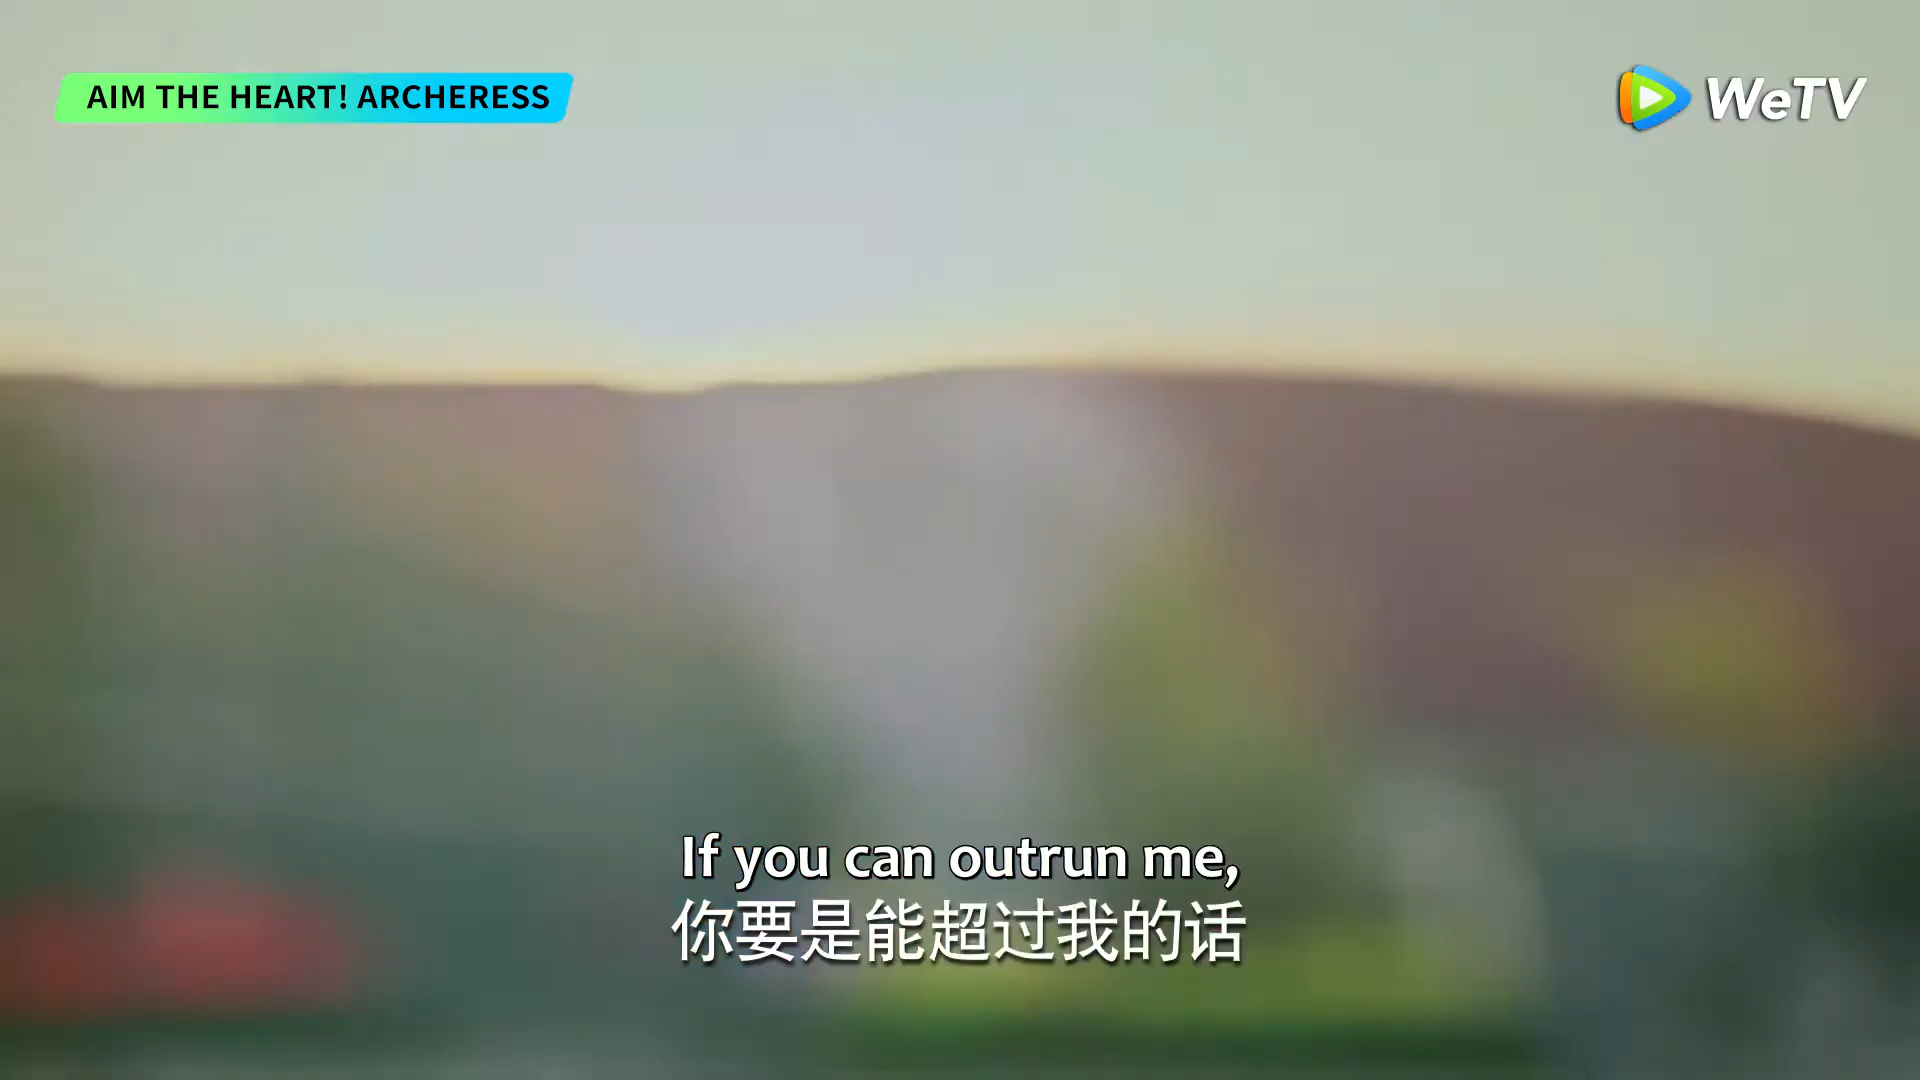 AIM THE HEART! ARCHERESS
WeTV
If you can outrun me,
你要是能超过我的话